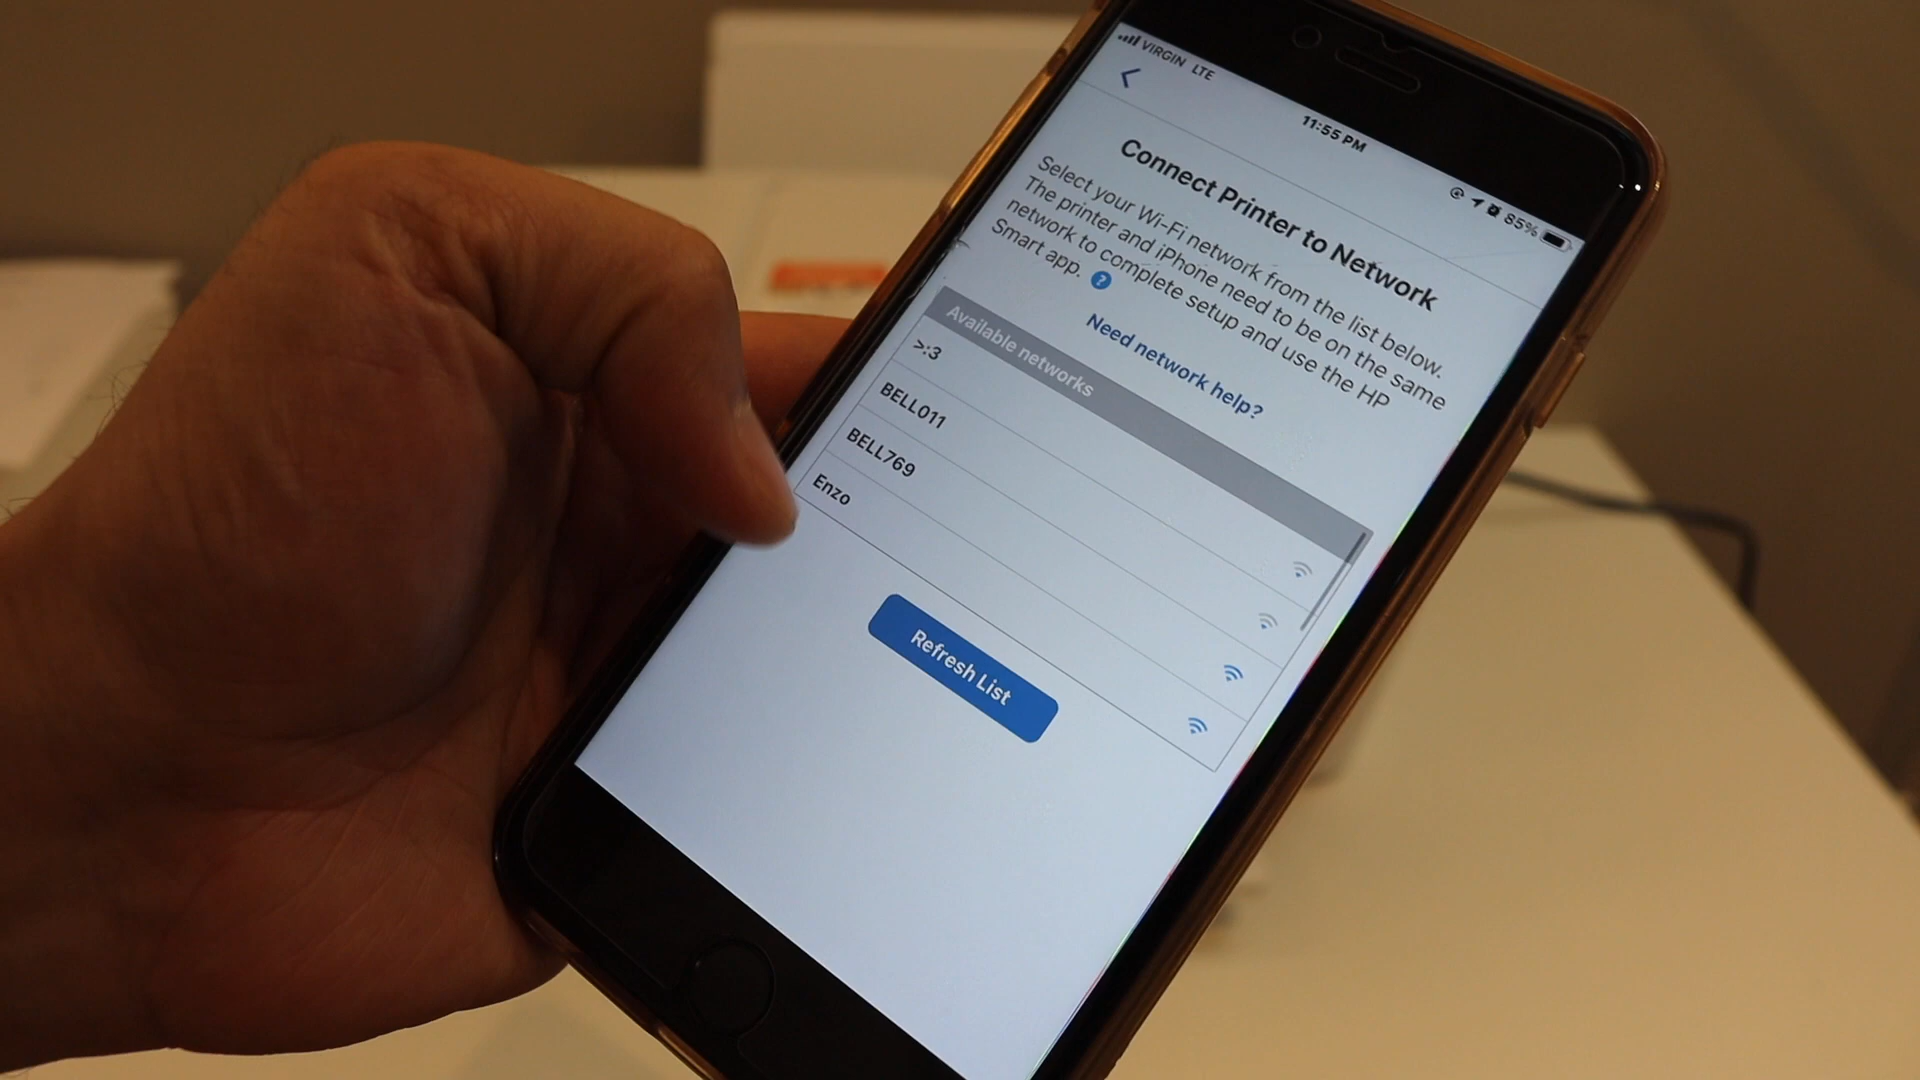 VIRGIN LTE
11:55 PM
85%
Connect Printer to Network
Select your Wi-Fi network from the list below.
The printer and iPhone need to be on the same
network to complete setup and use the HP
Smart app. ?
Need network help?
Available networks
>:3
BELL011
BELL769
Enzo
Refresh List